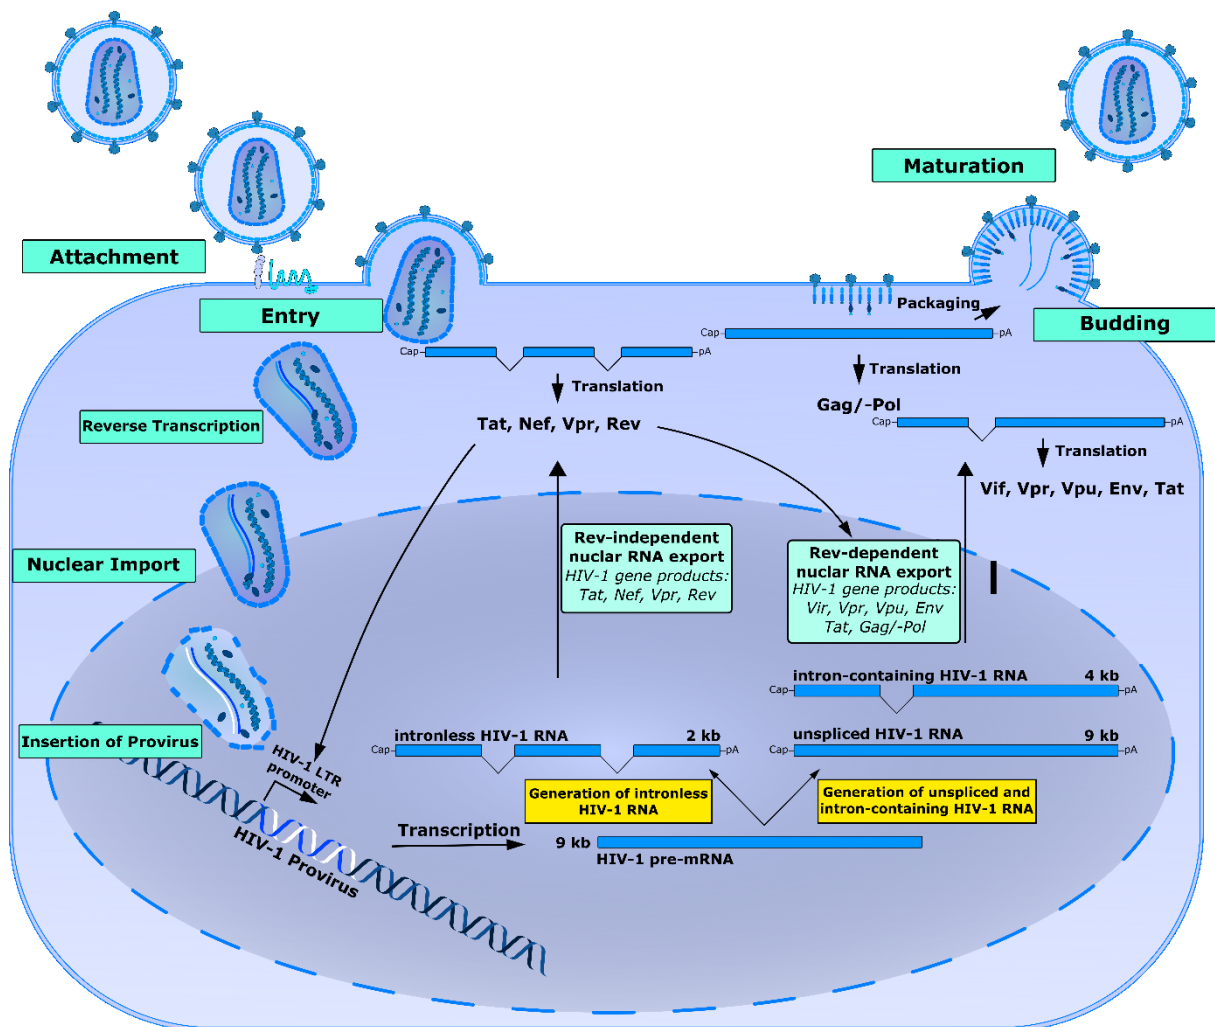 Maturation
Attachment
Entry
Packaging
Budding
Cap
pA
Cap
pA
Translation
Translation
Gag/-Pol
Reverse Transcription
Tat, Nef, Vpr, Rev
Cap
pA
Translation
Vif, Vpr, Vpu, Env, Tat
Nuclear Import
Rev-independent
nuclar RNA export
HIV-1 gene products:
Tat, Nef, Vpr, Rev
Rev-dependent
nuclar RNA export
HIV-1 gene products:
Vir, Vpr, Vpu, Env
Tat, Gag/-Pol
intron-containing HIV-1 RNA 4 kb
Cap
pA
Insertion of Provirus
HIV-1 LTR
promoter
intronless HIV-1 RNA 2 kb
Cap
pA
unspliced HIV-1 RNA 9 kb
Cap
pA
Generation of intronless
HIV-1 RNA
Generation of unspliced and
intron-containing HIV-1 RNA
HIV-1 Provirus
Transcription
9 kb
HIV-1 pre-mRNA